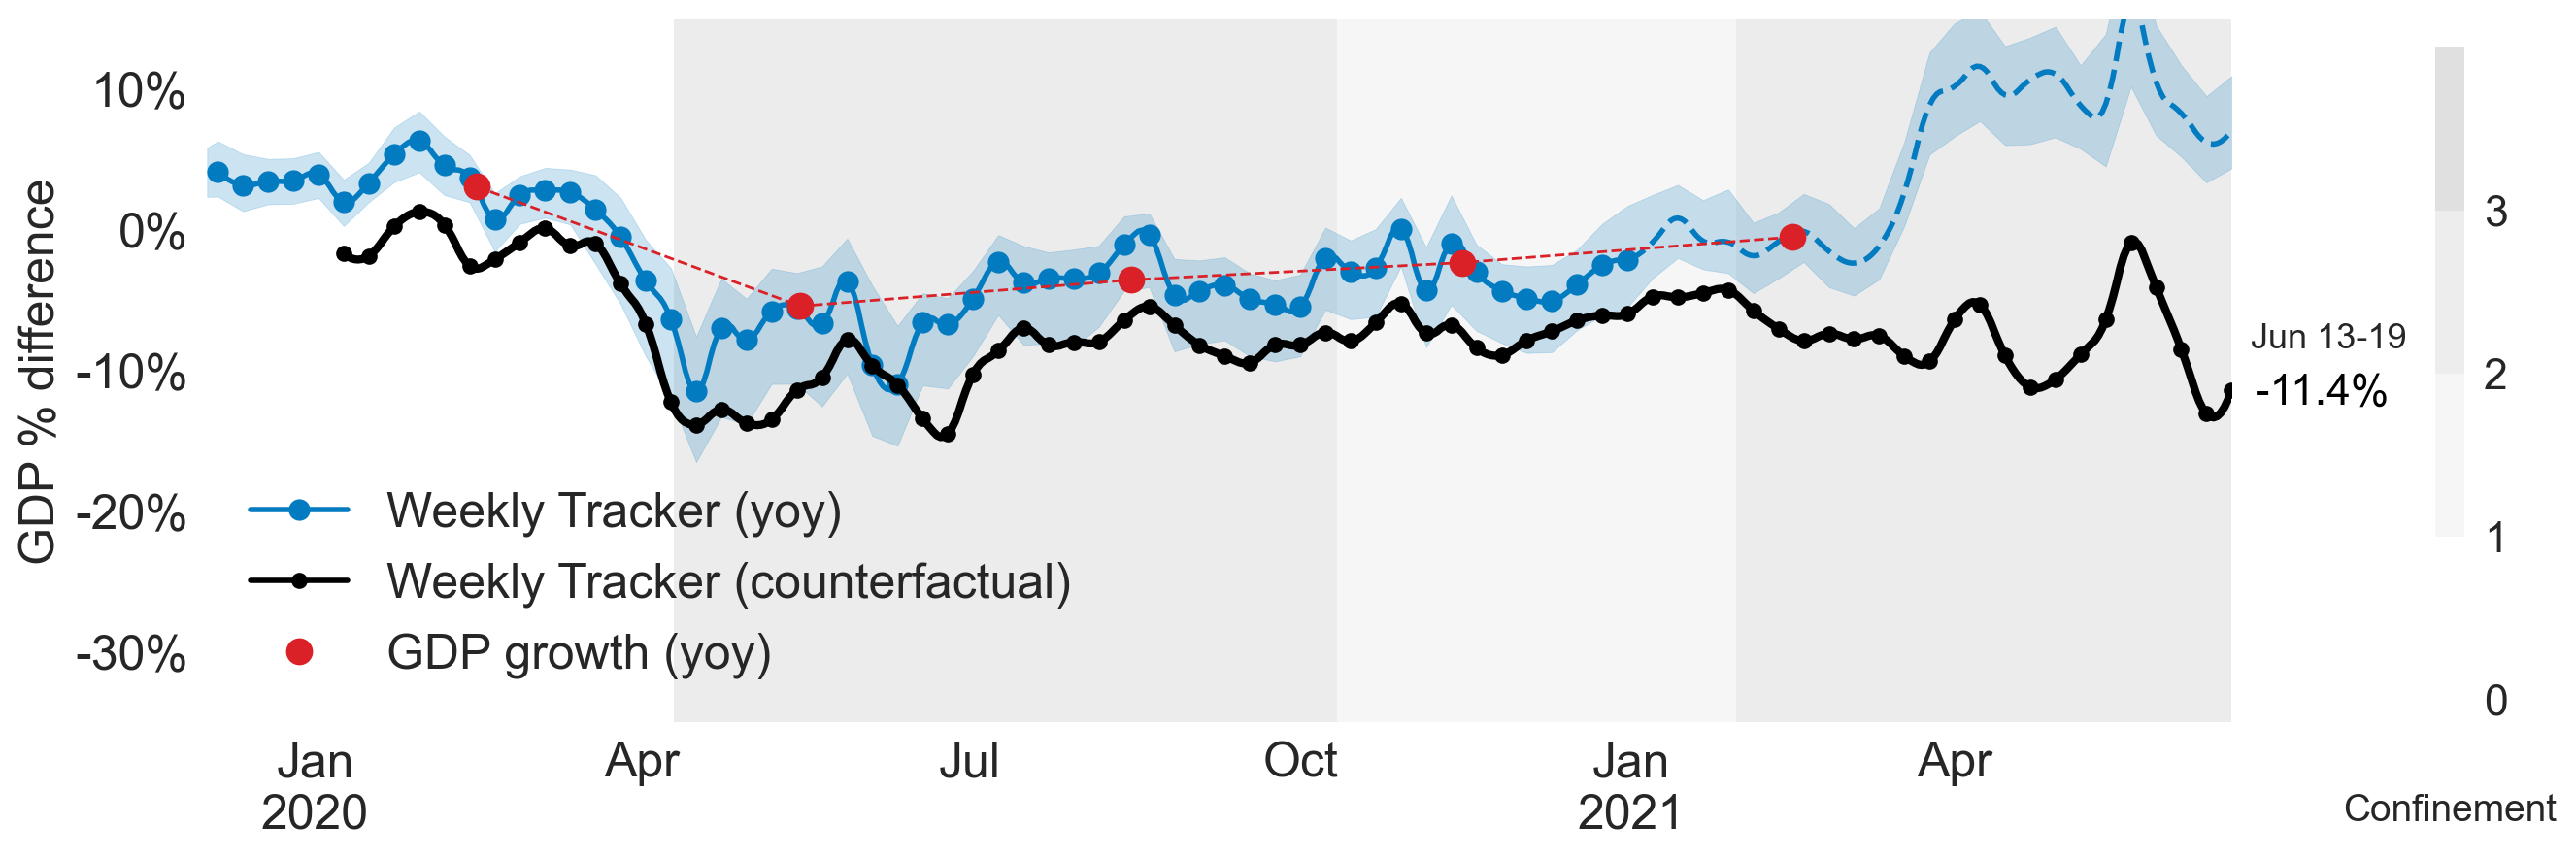 GDP % difference
10%
0%
-10%
-20%
-30%
Weekly Tracker (yoy)
Weekly Tracker (counterfactual)
GDP growth (yoy)
Jan
2020
Apr
Jul
Oct
Jan
2021
Apr
Jun 13-19
-11.4%
3
2
1
0
Confinement